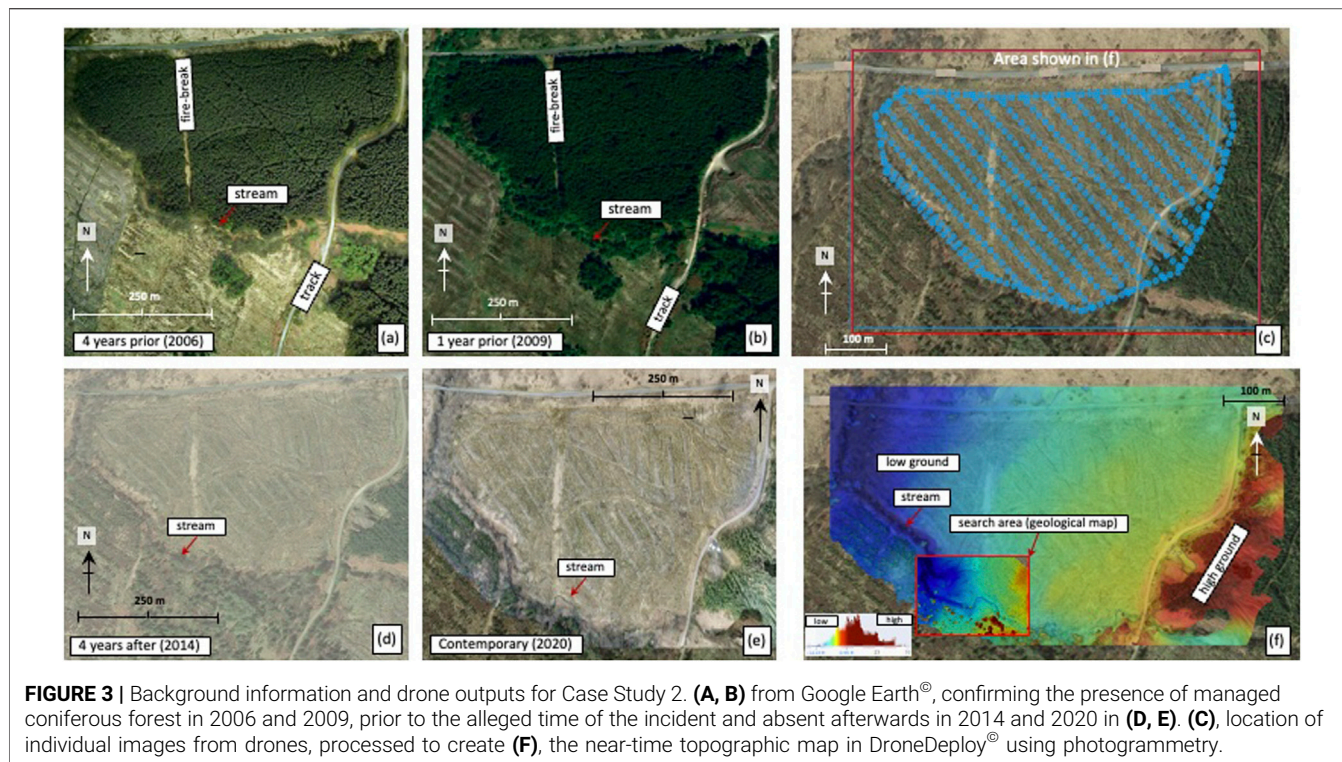 fire-break
stream
N
250 m
track
4 years prior (2006)
(a)
fire-break
stream
N
250 m
track
1 year prior (2009)
(b)
Area shown in (f)
N
100 m
(c)
N
stream
250 m
4 years after (2014)
(d)
250 m
N
stream
Contemporary (2020)
(e)
100 m
N
low ground
stream
search area (geological map)
high ground
low
high
(f)
FIGURE 3 | Background information and drone outputs for Case Study 2. (A, B) from Google Earth©, confirming the presence of managed
coniferous forest in 2006 and 2009, prior to the alleged time of the incident and absent afterwards in 2014 and 2020 in (D, E). (C), location of
individual images from drones, processed to create (F), the near-time topographic map in DroneDeploy© using photogrammetry.